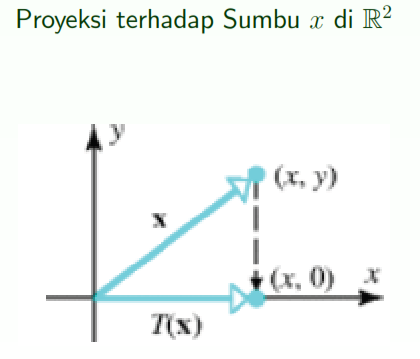 Proyeksi terhadap Sumbu x di ℝ²
y
(x, y)
x
(x, 0)
x
T(x)